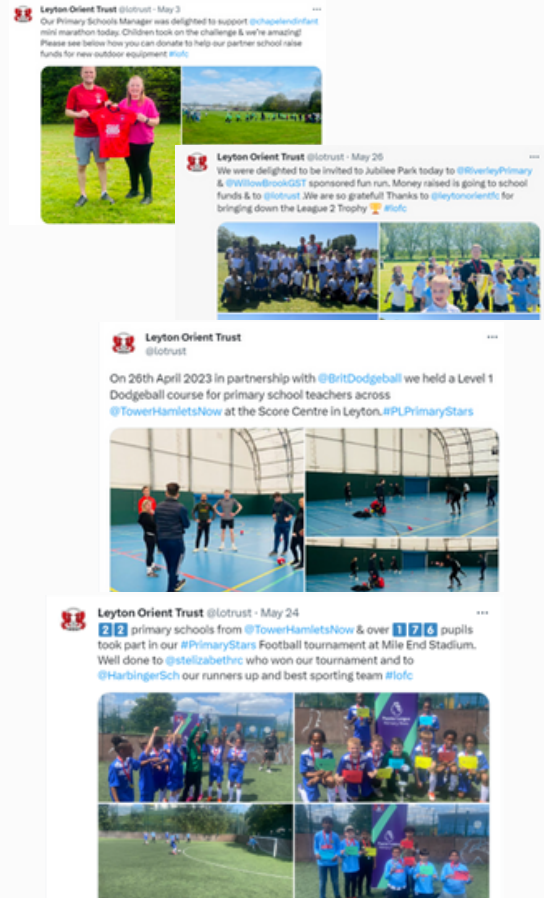 Leyton Orient Trust @lotrust · May 3
Our Primary Schools Manager was delighted to support @chapelendinfant
mini marathon today. Children took on the challenge & we're amazing!
Please see below how you can donate to help our partner school raise
funds for new outdoor equipment #lofc
Leyton Orient Trust @lotrust · May 26
We were delighted to be invited to Jubilee Park today to @RiverleyPrimary
& @WillowBrookGST sponsored fun run. Money raised is going to school
funds & to @lotrust .We are so grateful! Thanks to @leytonorientfc for
bringing down the League 2 Trophy 🏆 #lofc
Leyton Orient Trust
@lotrust
On 26th April 2023 in partnership with @BritDodgeball we held a Level 1
Dodgeball course for primary school teachers across
@TowerHamletsNow at the Score Centre in Leyton.#PLPrimaryStars
Leyton Orient Trust @lotrust · May 24
2️⃣2️⃣ primary schools from @TowerHamletsNow & over 1️⃣7️⃣6️⃣ pupils
took part in our #PrimaryStars Football tournament at Mile End Stadium.
Well done to @stelizabethrc who won our tournament and to
@HarbingerSch our runners up and best sporting team #lofc